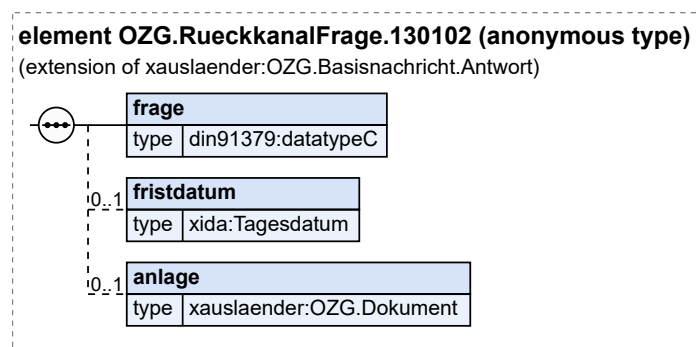 element OZG.RueckkanalFrage.130102 (anonymous type)
(extension of xauslaender:OZG.Basisnachricht.Antwort)
frage
type din91379:datatypeC
0..1 fristdatum
type xida:Tagesdatum
0..1 anlage
type xauslaender:OZG.Dokument